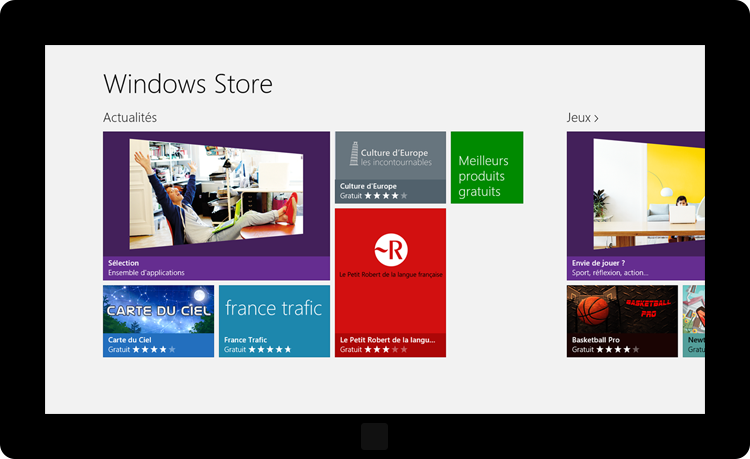 Windows Store
Actualités
Culture d'Europe
les incontournables
Culture d'Europe
Gratuit
Meilleurs
produits
gratuits
Sélection
Ensemble d'applications
R
Le Petit Robert de la langue française
CARTE DU CIEL
Carte du Ciel
Gratuit
france trafic
France Trafic
Gratuit
Le Petit Robert de la langu...
Gratuit
Jeux >
Envie de jouer ?
Sport, réflexion, action...
BASKETBALL
PRO
Basketball Pro
Gratuit
Newt
Gratu